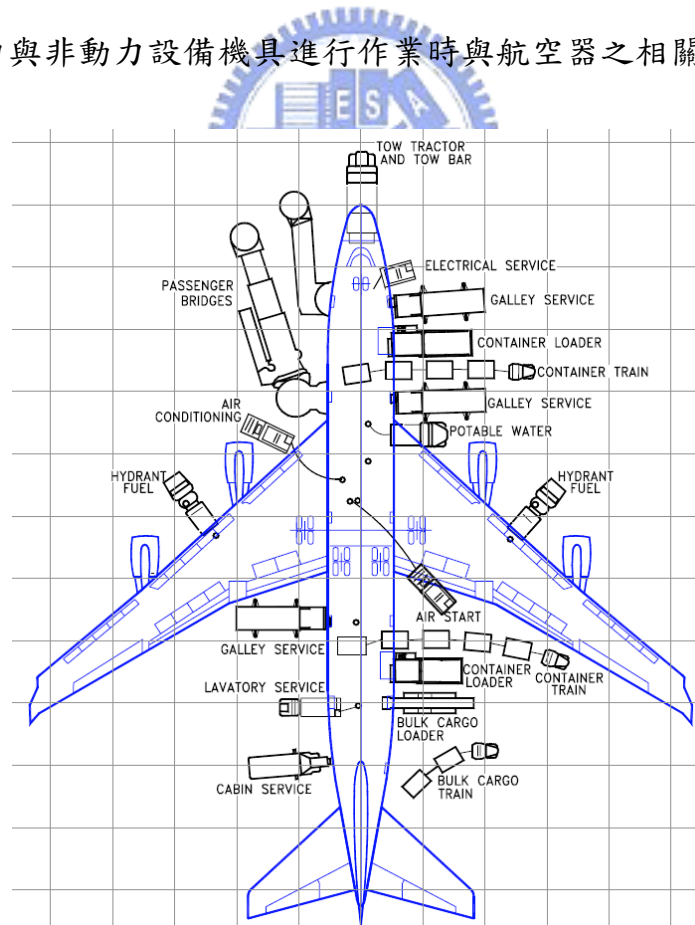 與非動力設備機具進行作業時與航空器之相關
ESA
TOW TRACTOR
AND TOW BAR
ELECTRICAL SERVICE
PASSENGER
BRIDGES
GALLEY SERVICE
CONTAINER LOADER
CONTAINER TRAIN
AIR
CONDITIONING
GALLEY SERVICE
POTABLE WATER
HYDRANT
FUEL
HYDRANT
FUEL
AIR START
GALLEY SERVICE
CONTAINER
LOADER
CONTAINER
TRAIN
LAVATORY SERVICE
BULK CARGO
LOADER
CABIN SERVICE
BULK CARGO
TRAIN